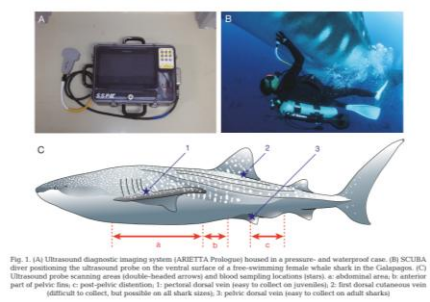 A
B
C
1
2
3
a
b
c
Fig. 1. (A) Ultrasound diagnostic imaging system (ARIETTA Prologue) housed in a pressure- and waterproof case. (B) SCUBA
diver positioning the ultrasound probe on the ventral surface of a free-swimming female whale shark in the Galapagos. (C)
Ultrasound probe scanning areas (double-headed arrows) and blood sampling locations (stars). a: abdominal area; b: anterior
part of pelvic fins; c: post-pelvic distention; 1: pectoral dorsal vein (easy to collect on juveniles); 2: first dorsal cutaneous vein
(difficult to collect, but possible on all shark sizes), 3: pelvic dorsal vein (easy to collect on adult sharks)